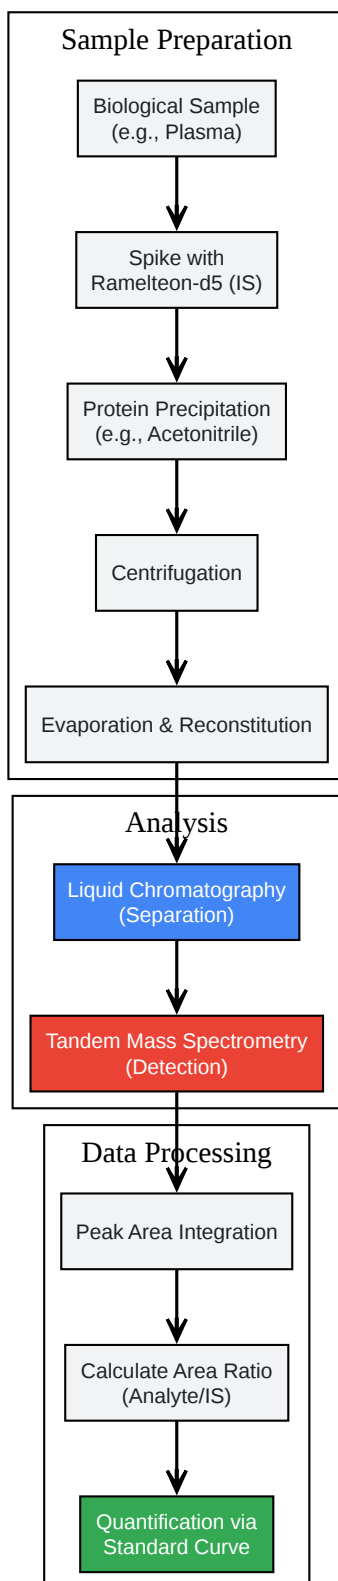 Sample Preparation
Biological Sample
(e.g., Plasma)
Spike with
Ramelteon-d5 (IS)
Protein Precipitation
(e.g., Acetonitrile)
Centrifugation
Evaporation & Reconstitution
Analysis
Liquid Chromatography
(Separation)
Tandem Mass Spectrometry
(Detection)
Data Processing
Peak Area Integration
Calculate Area Ratio
(Analyte/IS)
Quantification via
Standard Curve